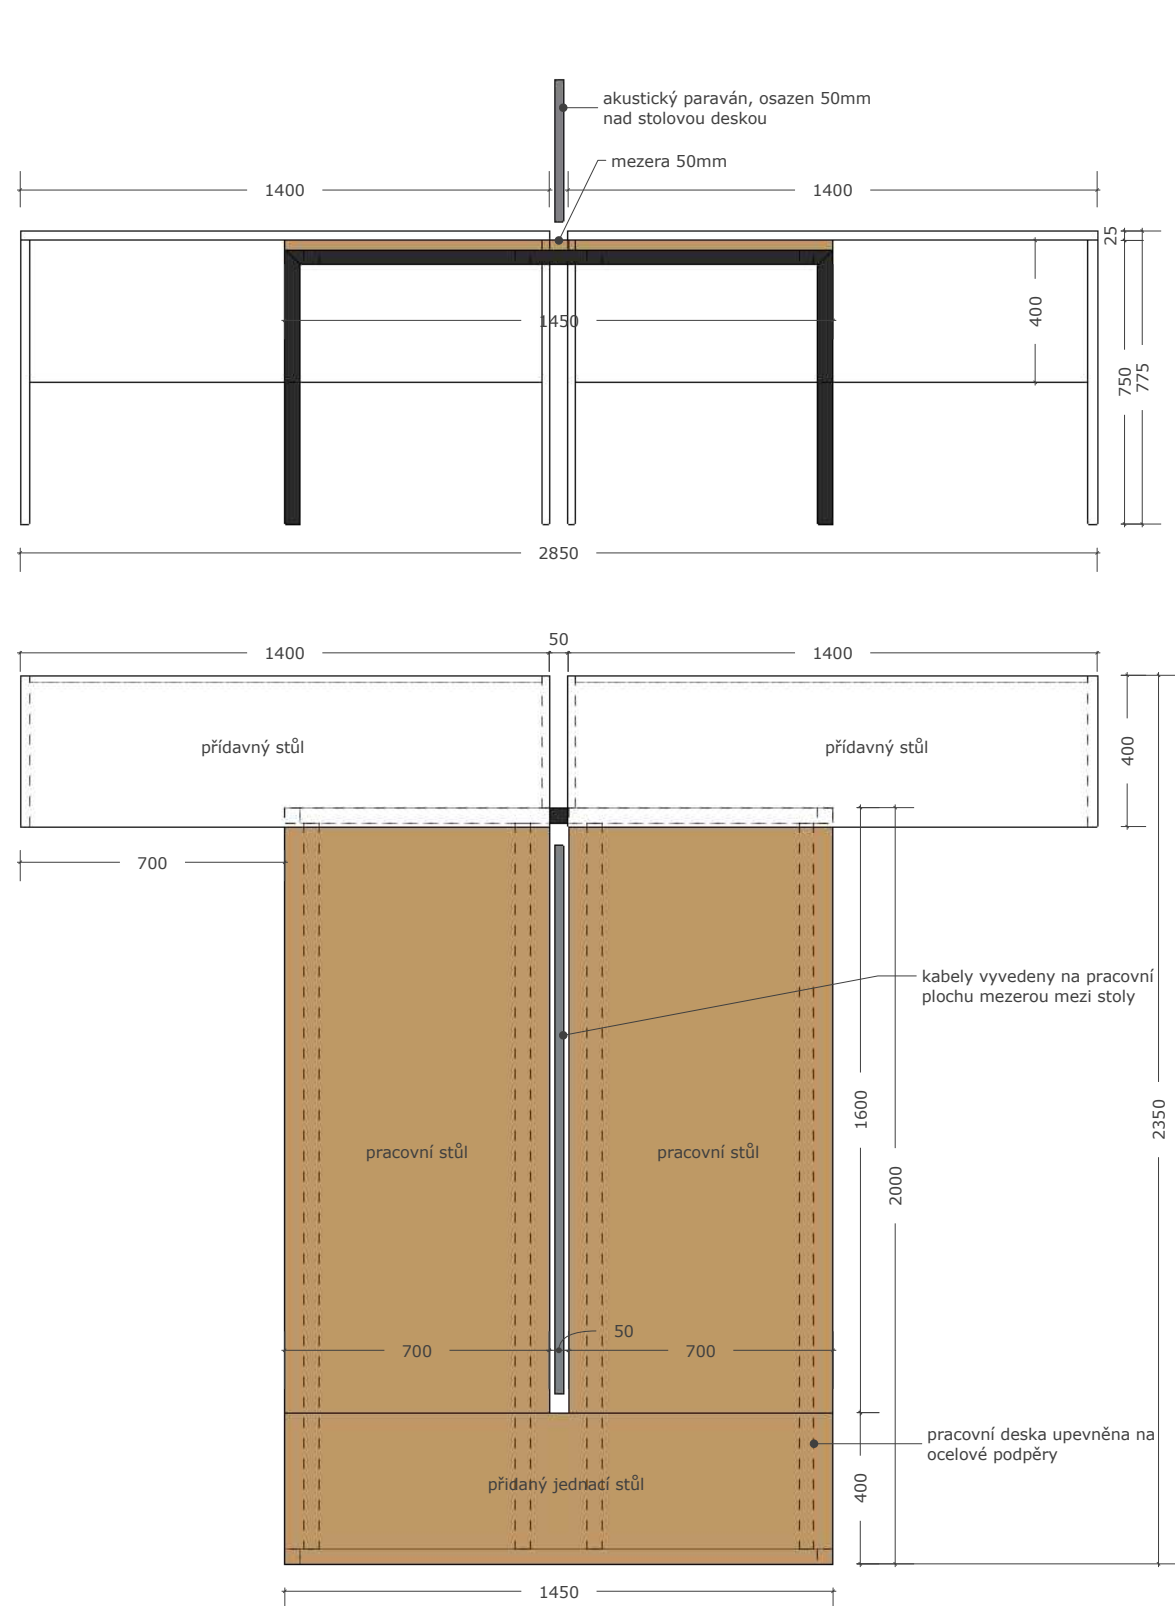 akustický paraván, osazen 50mm
nad stolovou deskou
mezera 50mm
1400
1400
25
1450
400
750
775
2850
50
1400
1400
přídavný stůl
přídavný stůl
400
700
kabely vyvedeny na pracovní
plochu mezerou mezi stoly
1600
2350
pracovní stůl
pracovní stůl
2000
50
700
700
pracovní deska upevněna na
ocelové podpěry
400
přidaný jednací stůl
1450